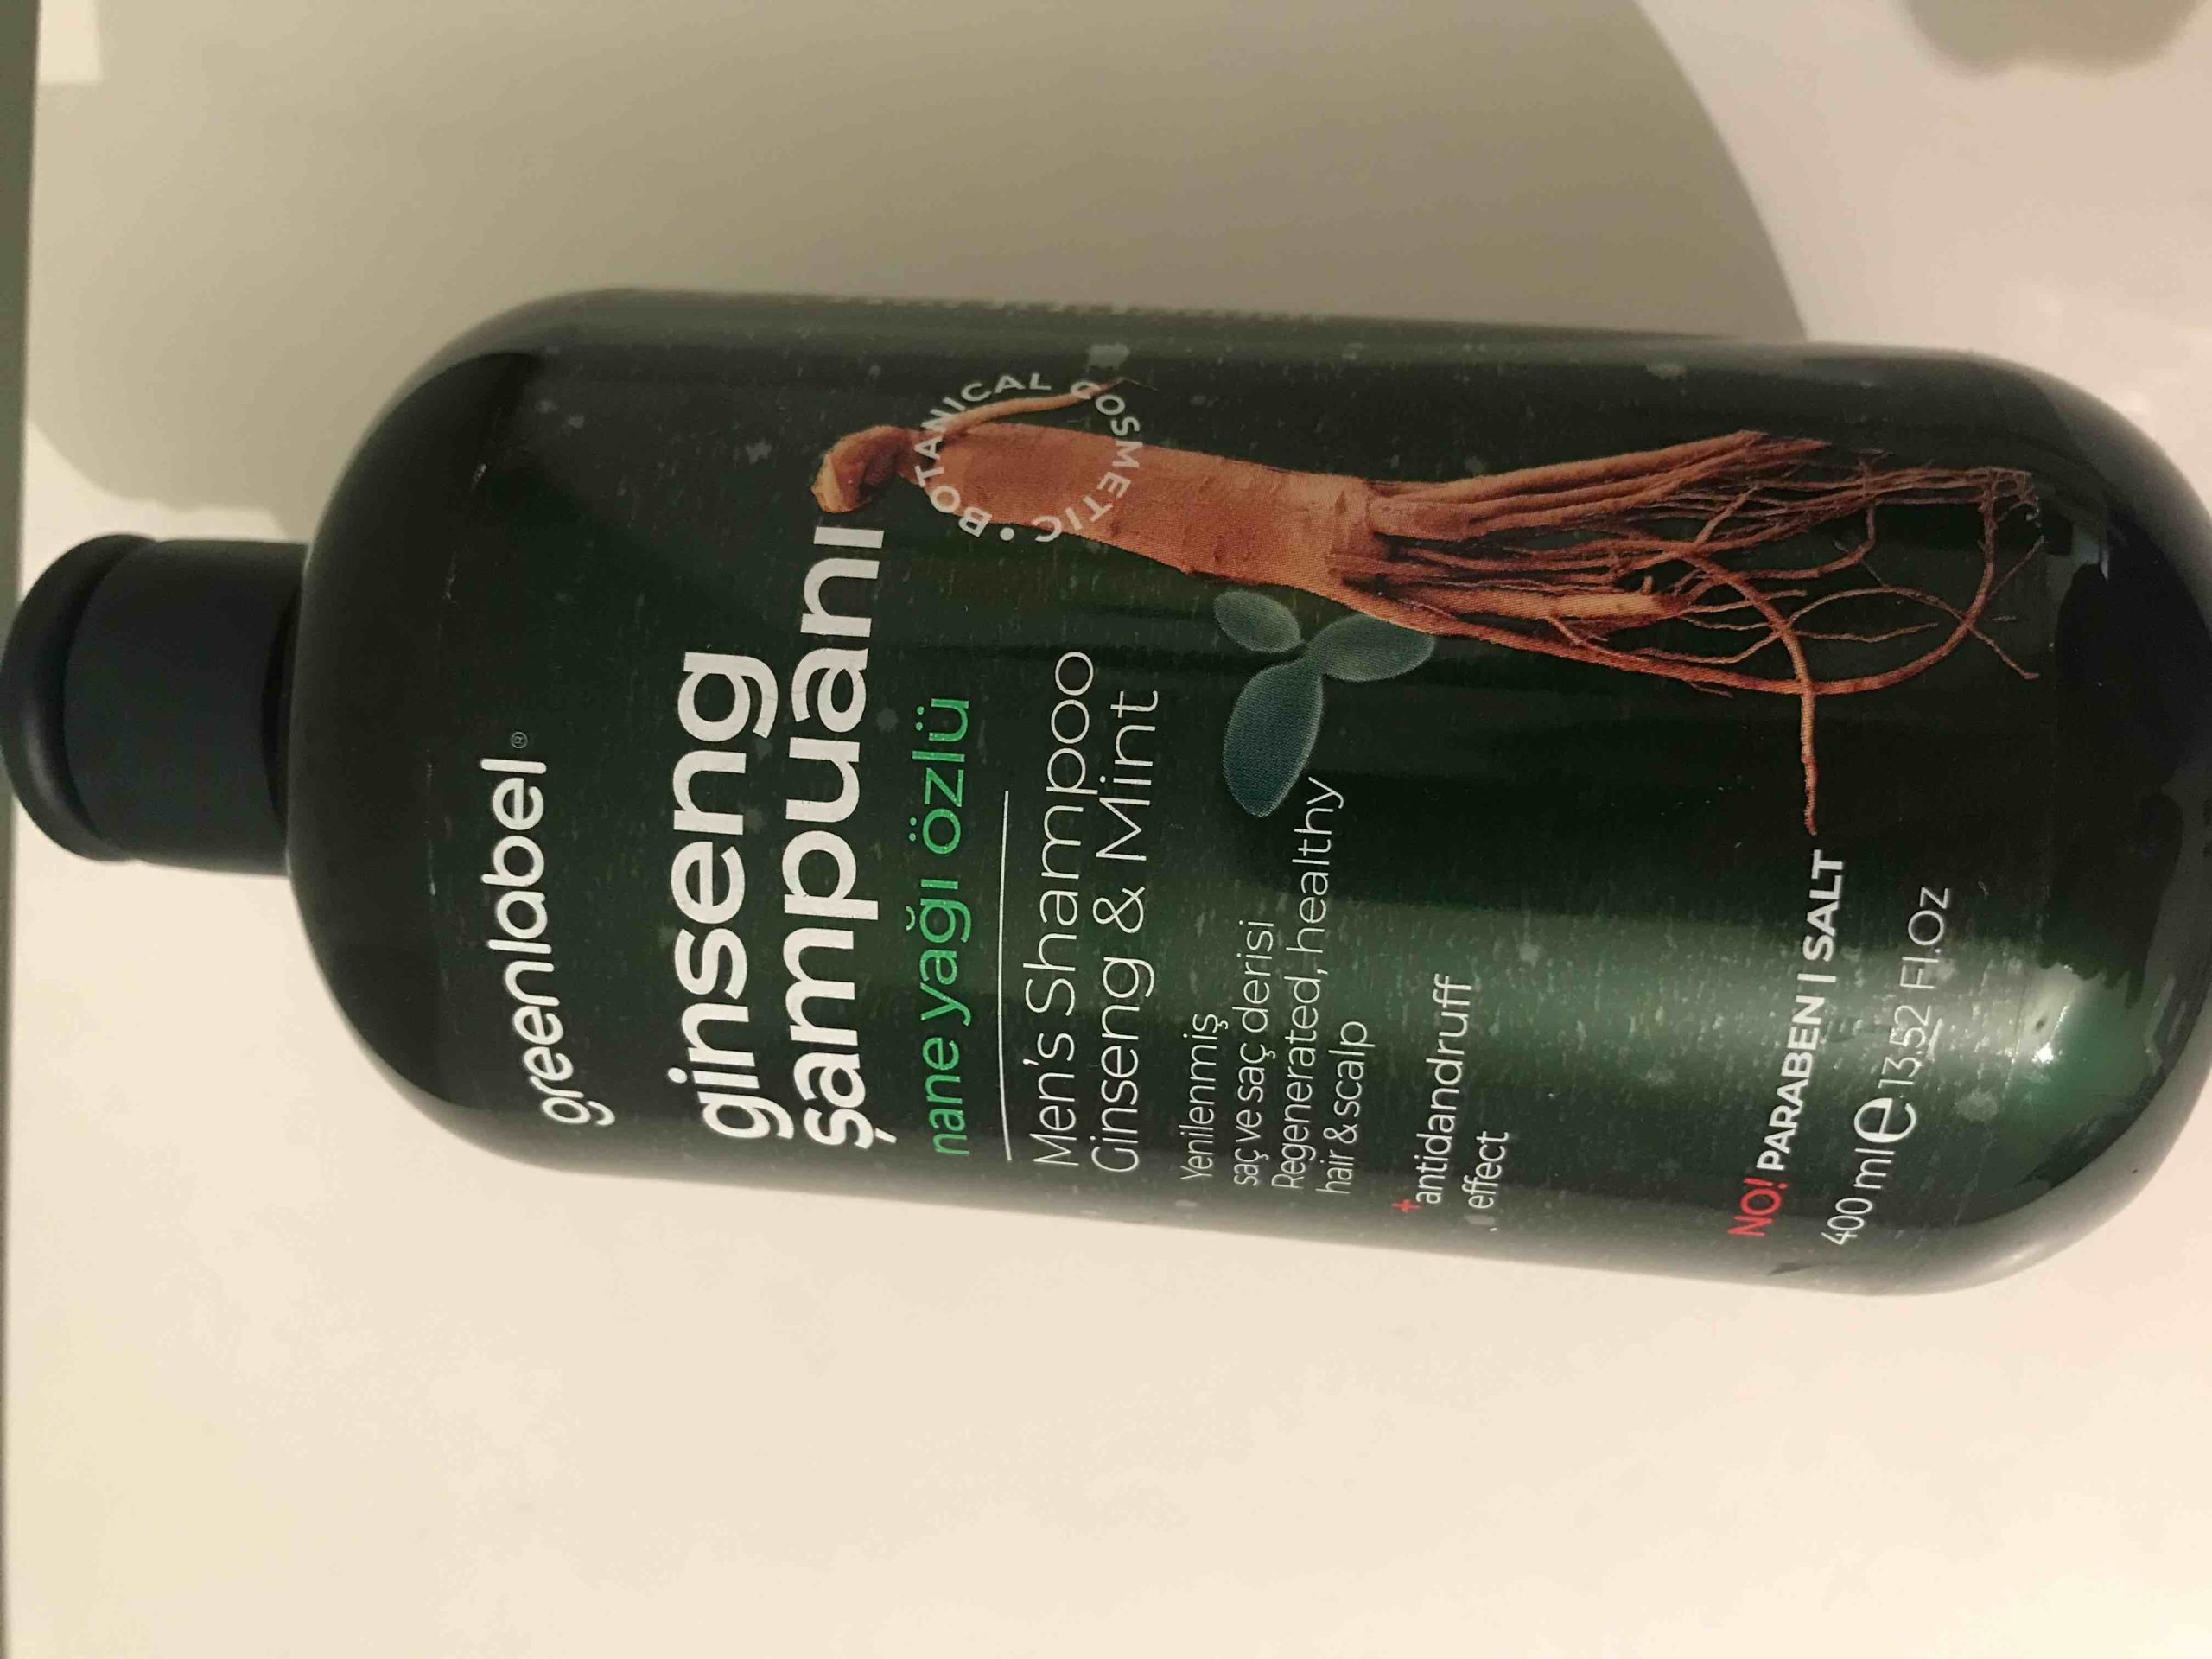 greenlabel®
ginseng
şampuanı
nane yağı özlü
BOTANICAL COSMETIC
Men's Shampoo
Ginseng & Mint
Yenilenmiş
saç ve saç derisi
Regenerated, healthy
hair & scalp
+
antidandruff
effect
NO! PARABEN | SALT
400 ml e 13.52 Fl.Oz